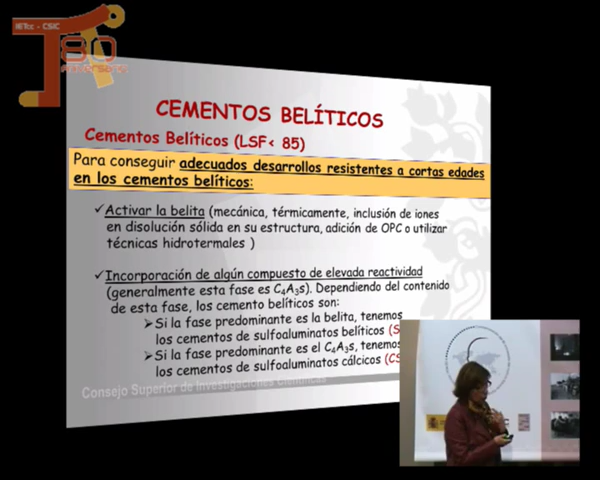 IETcc - CSIC
80
CEMENTOS BELÍTICOS
Cementos Belíticos (LSF< 85)
Para conseguir adecuados desarrollos resistentes a cortas edades
en los cementos belíticos:
✓Activar la belita (mecánica, térmicamente, inclusión de iones
en disolución sólida en su estructura, adición de OPC o utilizar
técnicas hidrotermales )
✓Incorporación de algún compuesto de elevada reactividad
(generalmente esta fase es C₄A₃s). Dependiendo del contenido
de esta fase, los cemento belíticos son:
➢Si la fase predominante es la belita, tenemos
los cementos de sulfoaluminatos belíticos (S
➢Si la fase predominante es el C₄A₃s, tenemos
los cementos de sulfoaluminatos cálcicos (CS
Consejo Superior de Investigaciones Científicas